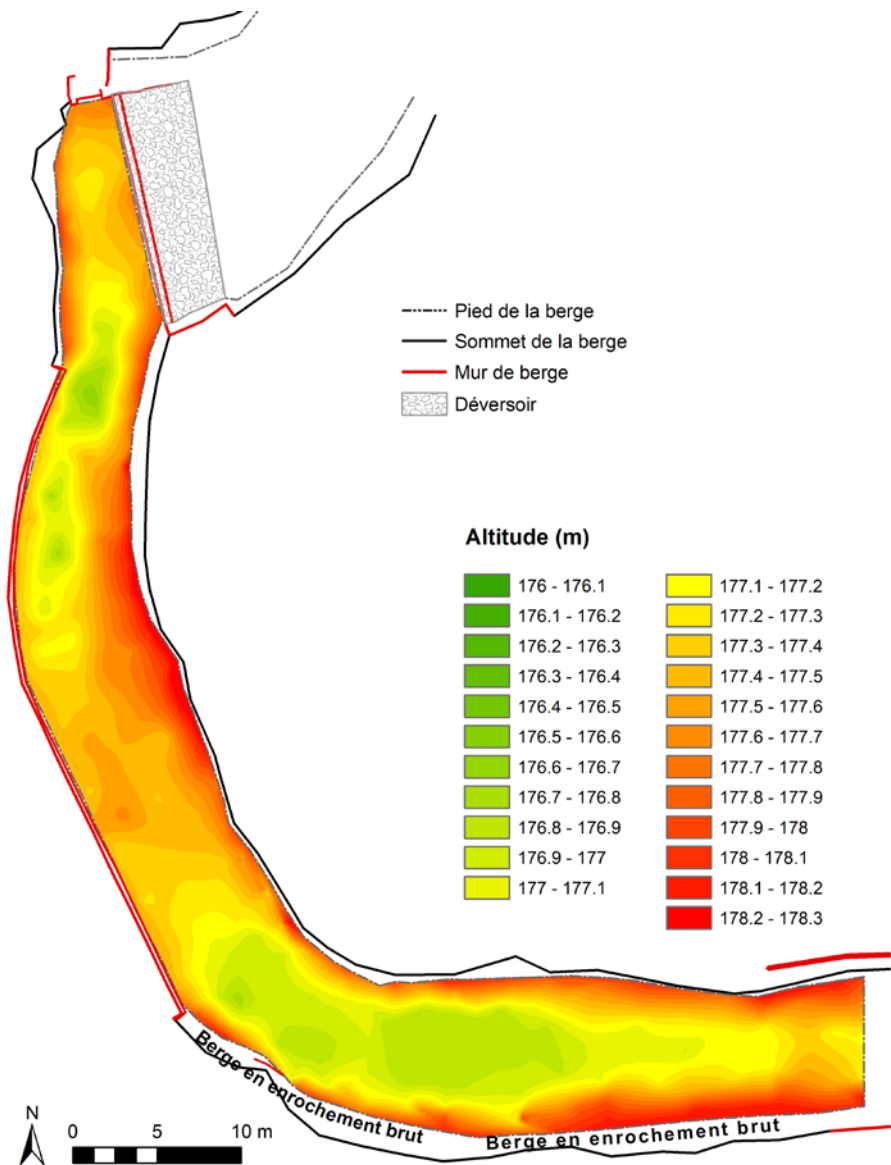 Pied de la berge
Sommet de la berge
Mur de berge
Déversoir
Altitude (m)
176 - 176.1
176.1 - 176.2
176.2 - 176.3
176.3 - 176.4
176.4 - 176.5
176.5 - 176.6
176.6 - 176.7
176.7 - 176.8
176.8 - 176.9
176.9 - 177
177 - 177.1
177.1 - 177.2
177.2 - 177.3
177.3 - 177.4
177.4 - 177.5
177.5 - 177.6
177.6 - 177.7
177.7 - 177.8
177.8 - 177.9
177.9 - 178
178 - 178.1
178.1 - 178.2
178.2 - 178.3
Berge en enrochement brut
Berge en enrochement brut
N
0 5 10 m